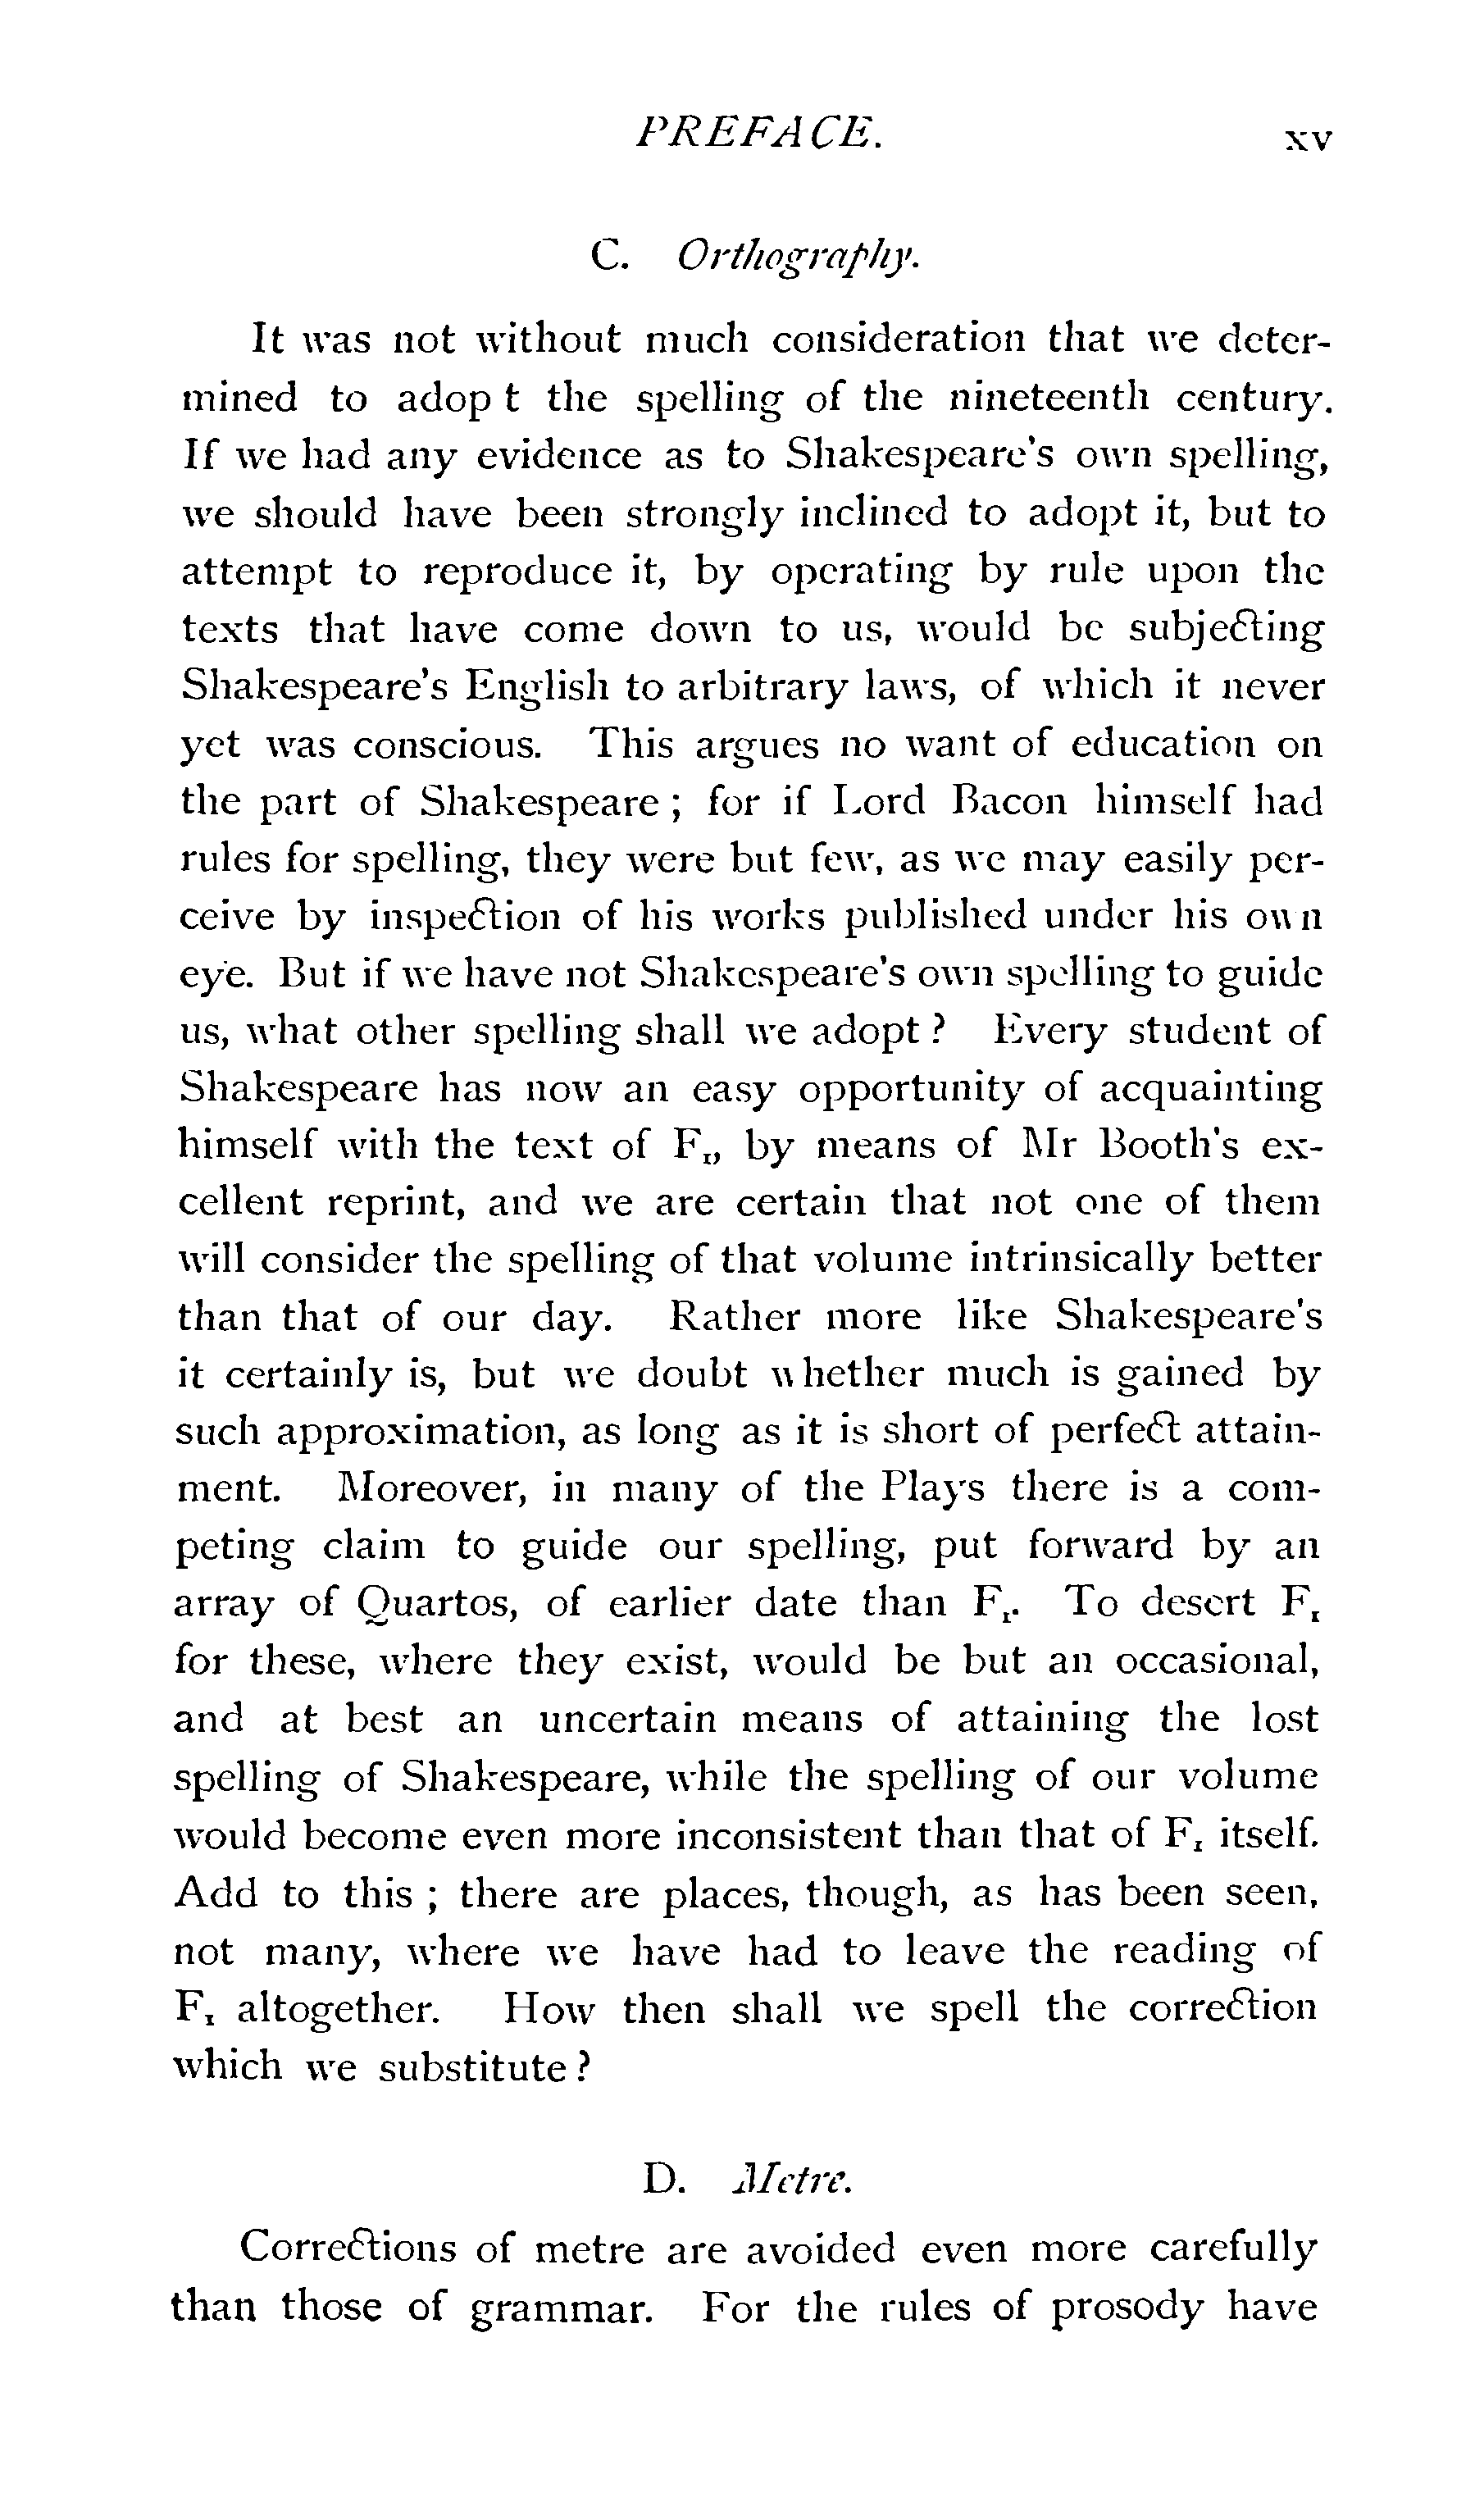 PREFACE. xv
C. Orthography.
It was not without much consideration that we deter-
mined to adop t the spelling of the nineteenth century.
If we had any evidence as to Shakespeare's own spelling,
we should have been strongly inclined to adopt it, but to
attempt to reproduce it, by operating by rule upon the
texts that have come down to us, would be subjecting
Shakespeare's English to arbitrary laws, of which it never
yet was conscious. This argues no want of education on
the part of Shakespeare ; for if Lord Bacon himself had
rules for spelling, they were but few, as we may easily per-
ceive by inspection of his works published under his own
eye. But if we have not Shakespeare's own spelling to guide
us, what other spelling shall we adopt ? Every student of
Shakespeare has now an easy opportunity of acquainting
himself with the text of F₁, by means of Mr Booth's ex-
cellent reprint, and we are certain that not one of them
will consider the spelling of that volume intrinsically better
than that of our day. Rather more like Shakespeare's
it certainly is, but we doubt whether much is gained by
such approximation, as long as it is short of perfect attain-
ment. Moreover, in many of the Plays there is a com-
peting claim to guide our spelling, put forward by an
array of Quartos, of earlier date than F₁. To desert F₁
for these, where they exist, would be but an occasional,
and at best an uncertain means of attaining the lost
spelling of Shakespeare, while the spelling of our volume
would become even more inconsistent than that of F₁ itself.
Add to this ; there are places, though, as has been seen,
not many, where we have had to leave the reading of
F₁ altogether. How then shall we spell the correction
which we substitute ?
D. Metre.
Corrections of metre are avoided even more carefully
than those of grammar. For the rules of prosody have